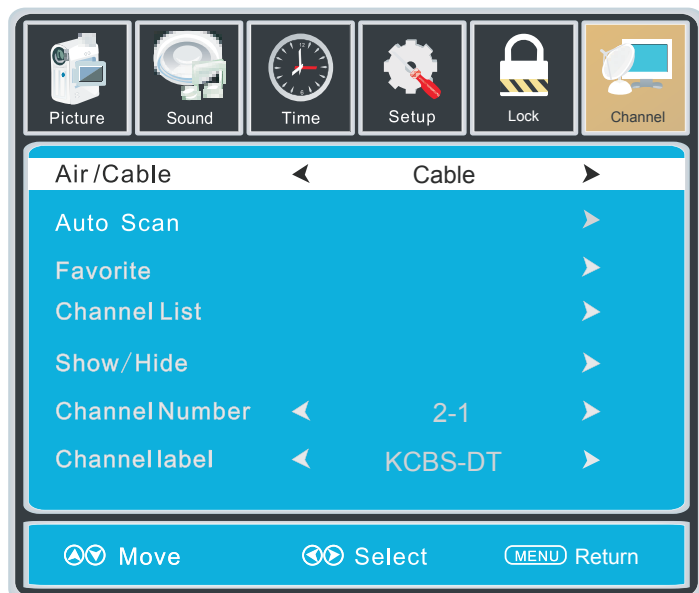 Picture Sound Time Setup Lock Channel
Air/Cable Cable
Auto Scan
Favorite
Channel List
Show/Hide
Channel Number 2-1
Channel label KCBS-DT
Move Select MENU Return